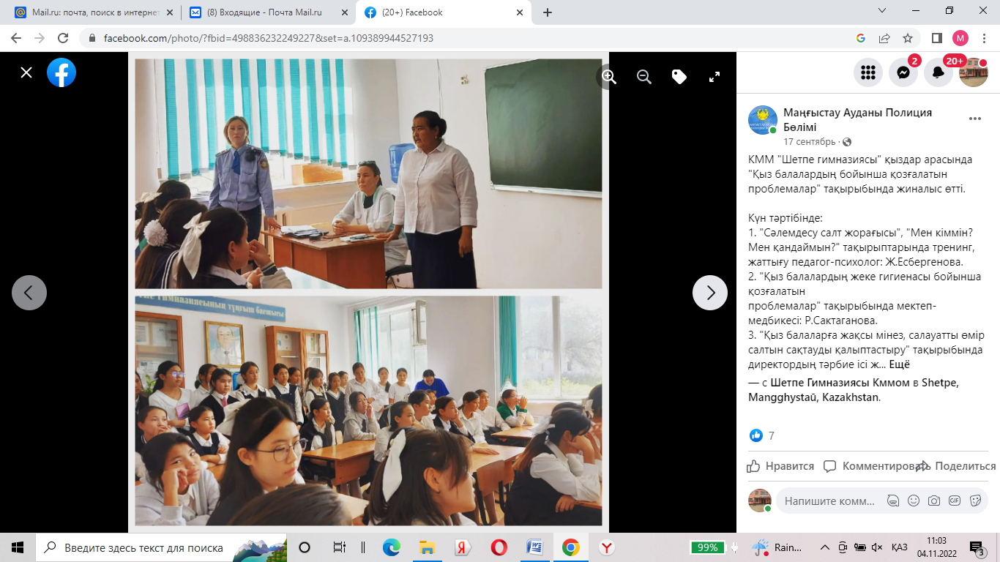 Mail.ru: почта, поиск в интернет
(8) Входящие - Почта Mail.ru
(20+) Facebook
facebook.com/photo/?fbid=498836232249227&set=a.109389944527193
M
2
20+
Маңғыстау Ауданы Полиция
Бөлімі
17 сентябрь ·
КММ "Шетпе гимназиясы" қыздар арасында
"Қыз балалардың бойынша қозғалатын
проблемалар" тақырыбында жиналыс өтті.
Күн тәртібінде:
1. "Сәлемдесу салт жорағысы", "Мен кіммін?
Мен қандаймын?" тақырыптарында тренинг,
жаттығу педагог-психолог: Ж.Есбергенова.
2. "Қыз балалардың жеке гигиенасы бойынша
қозғалатын
проблемалар" тақырыбында мектеп-
медбикесі: Р.Сактаганова.
3. "Қыз балаларға жақсы мінез, салауатты өмір
салтын сақтауды қалыптастыру" тақырыбында
директордың тәрбие ісі ж... Ещё
— с Шетпе Гимназиясы Кммом в Shetpe,
Mangghystaū, Kazakhstan.
7
Нравится
Комментировать
Поделиться
Напишите комм...
GIF
гимназиясының тұңғыш басшысы
Введите здесь текст для поиска
99%
Rain...
ҚАЗ
11:03
04.11.2022
3